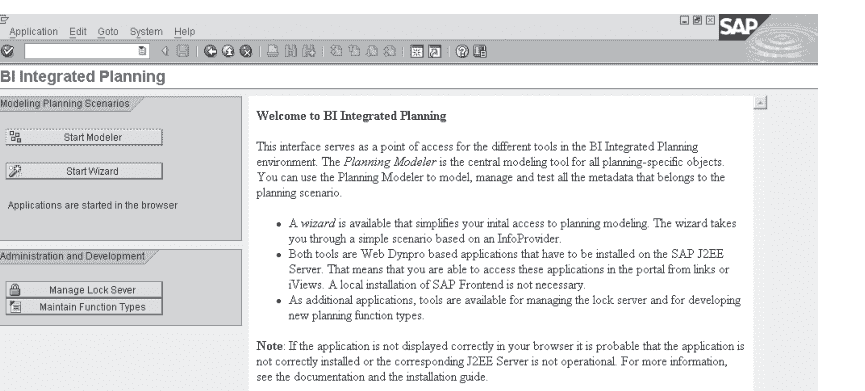 Application Edit Goto System Help
SAP
BI Integrated Planning
Modeling Planning Scenarios
Start Modeler
Start Wizard
Applications are started in the browser
Administration and Development
Manage Lock Sever
Maintain Function Types
Welcome to BI Integrated Planning
This interface serves as a point of access for the different tools in the BI Integrated Planning
environment. The Planning Modeler is the central modeling tool for all planning-specific objects.
You can use the Planning Modeler to model, manage and test all the metadata that belongs to the
planning scenario.
• A wizard is available that simplifies your inital access to planning modeling. The wizard takes
you through a simple scenario based on an InfoProvider.
• Both tools are Web Dynpro based applications that have to be installed on the SAP J2EE
Server. That means that you are able to access these applications in the portal from links or
iViews. A local installation of SAP Frontend is not necessary.
• As additional applications, tools are available for managing the lock server and for developing
new planning function types.
Note: If the application is not displayed correctly in your browser it is probable that the application is
not correctly installed or the corresponding J2EE Server is not operational. For more information,
see the documentation and the installation guide.